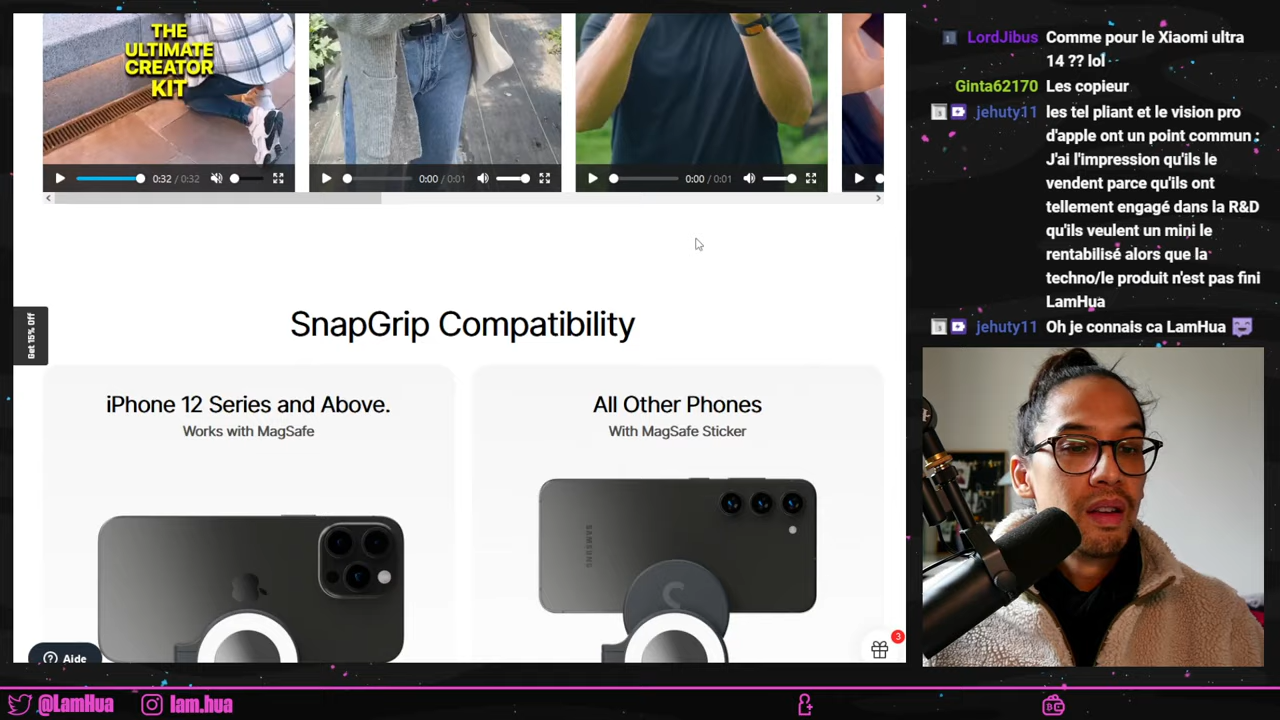 THE
ULTIMATE
CREATOR
KIT
0:32 / 0:32
0:00 / 0:01
0:00 / 0:01
SnapGrip Compatibility
Get 15% Off
iPhone 12 Series and Above.
Works with MagSafe
All Other Phones
With MagSafe Sticker
SAMSUNG
Aide
3
LordJibus Comme pour le Xiaomi ultra
14 ?? lol
Ginta62170 Les copieur
jehuty11 les tel pliant et le vision pro
d'apple ont un point commun :
J'ai l'impression qu'ils le
vendent parce qu'ils ont
tellement engagé dans la R&D
qu'ils veulent un mini le
rentabilisé alors que la
techno/le produit n'est pas fini
LamHua
jehuty11 Oh je connais ca LamHua
@LamHua
lam.hua